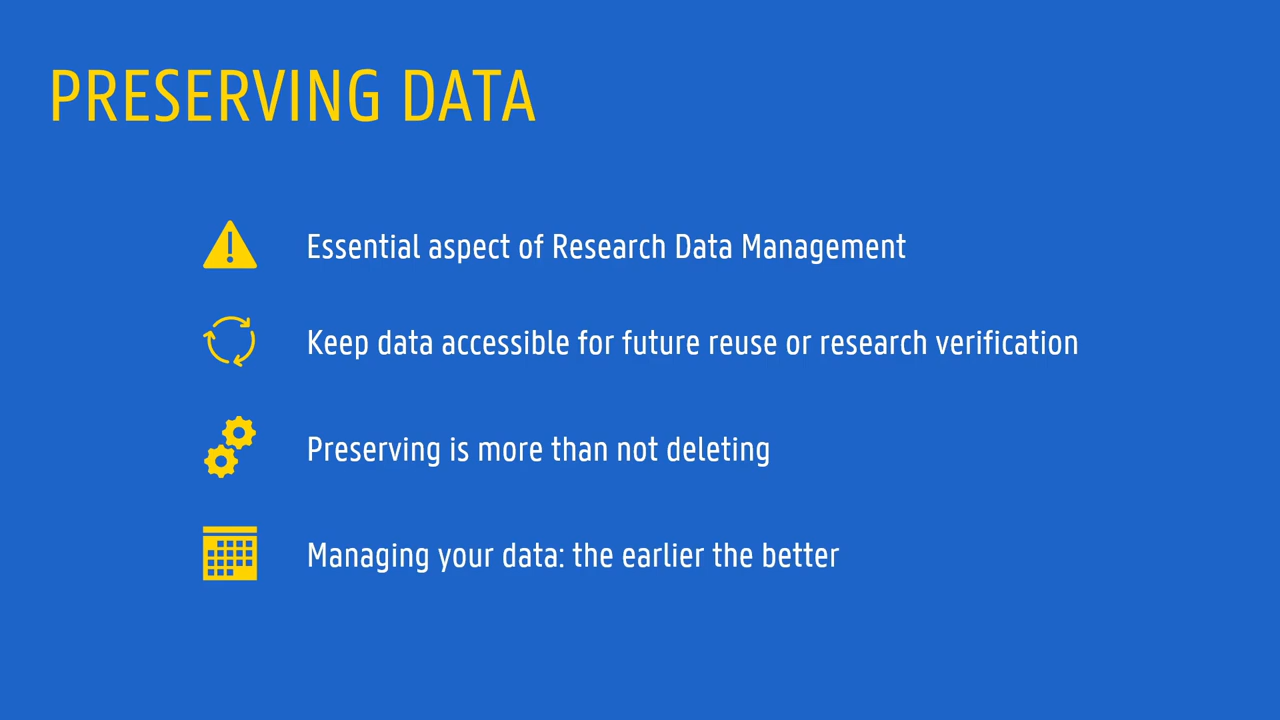 PRESERVING DATA
Essential aspect of Research Data Management
Keep data accessible for future reuse or research verification
Preserving is more than not deleting
Managing your data: the earlier the better